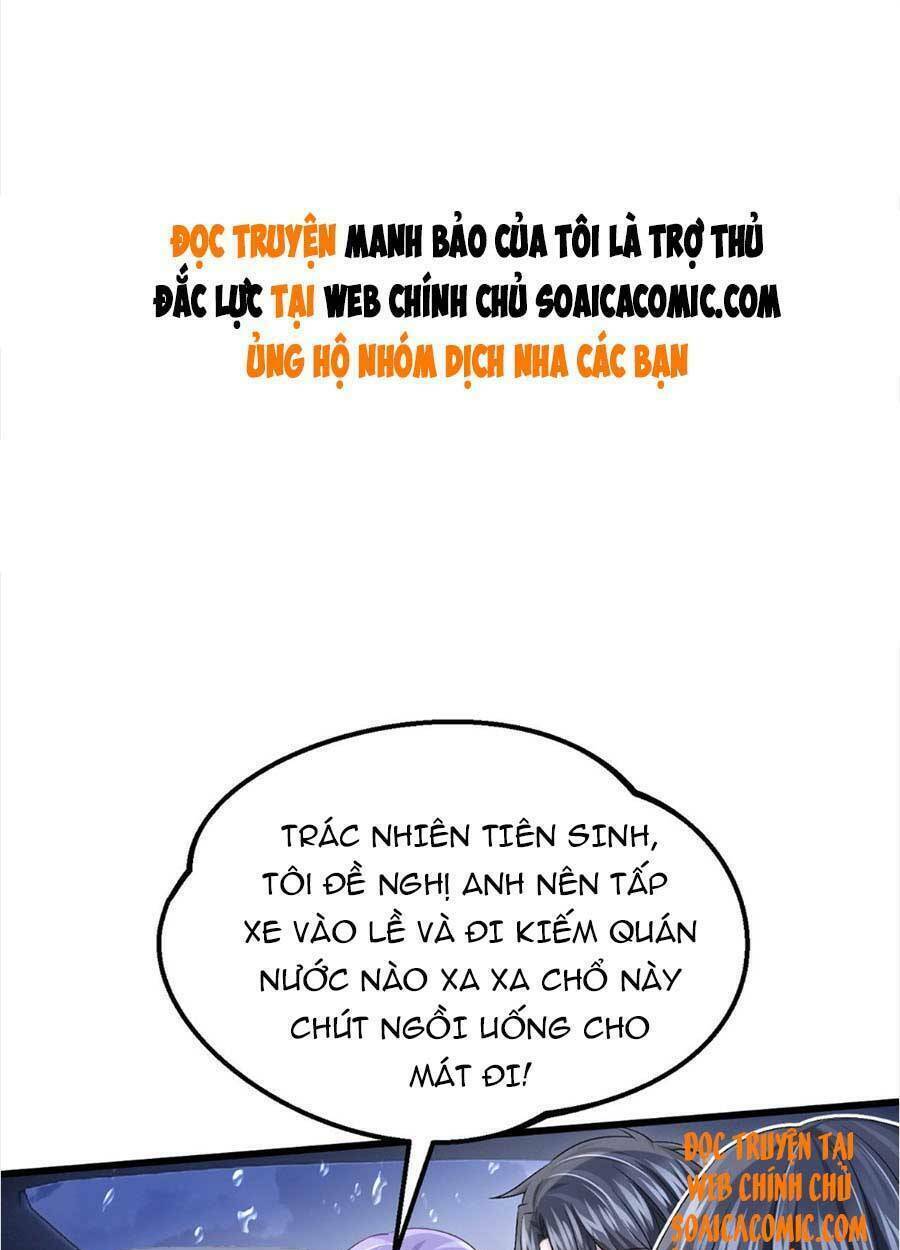 ĐỌC TRUYỆN MANH BẢO CỦA TÔI LÀ TRỢ THỦ
ĐẮC LỰC TẠI WEB CHÍNH CHỦ SOAICACOMIC.COM
ỦNG HỘ NHÓM DỊCH NHA CÁC BẠN
TRÁC NHIÊN TIÊN SINH,
TÔI ĐỀ NGHỊ ANH NÊN TẤP
XE VÀO LỀ VÀ ĐI KIẾM QUÁN
NƯỚC NÀO XA XA CHỔ NÀY
CHÚT NGỒI UỐNG CHO
MÁT ĐI!
ĐỌC TRUYỆN TẠI
WEB CHÍNH CHỦ
SOAICACOMIC.COM